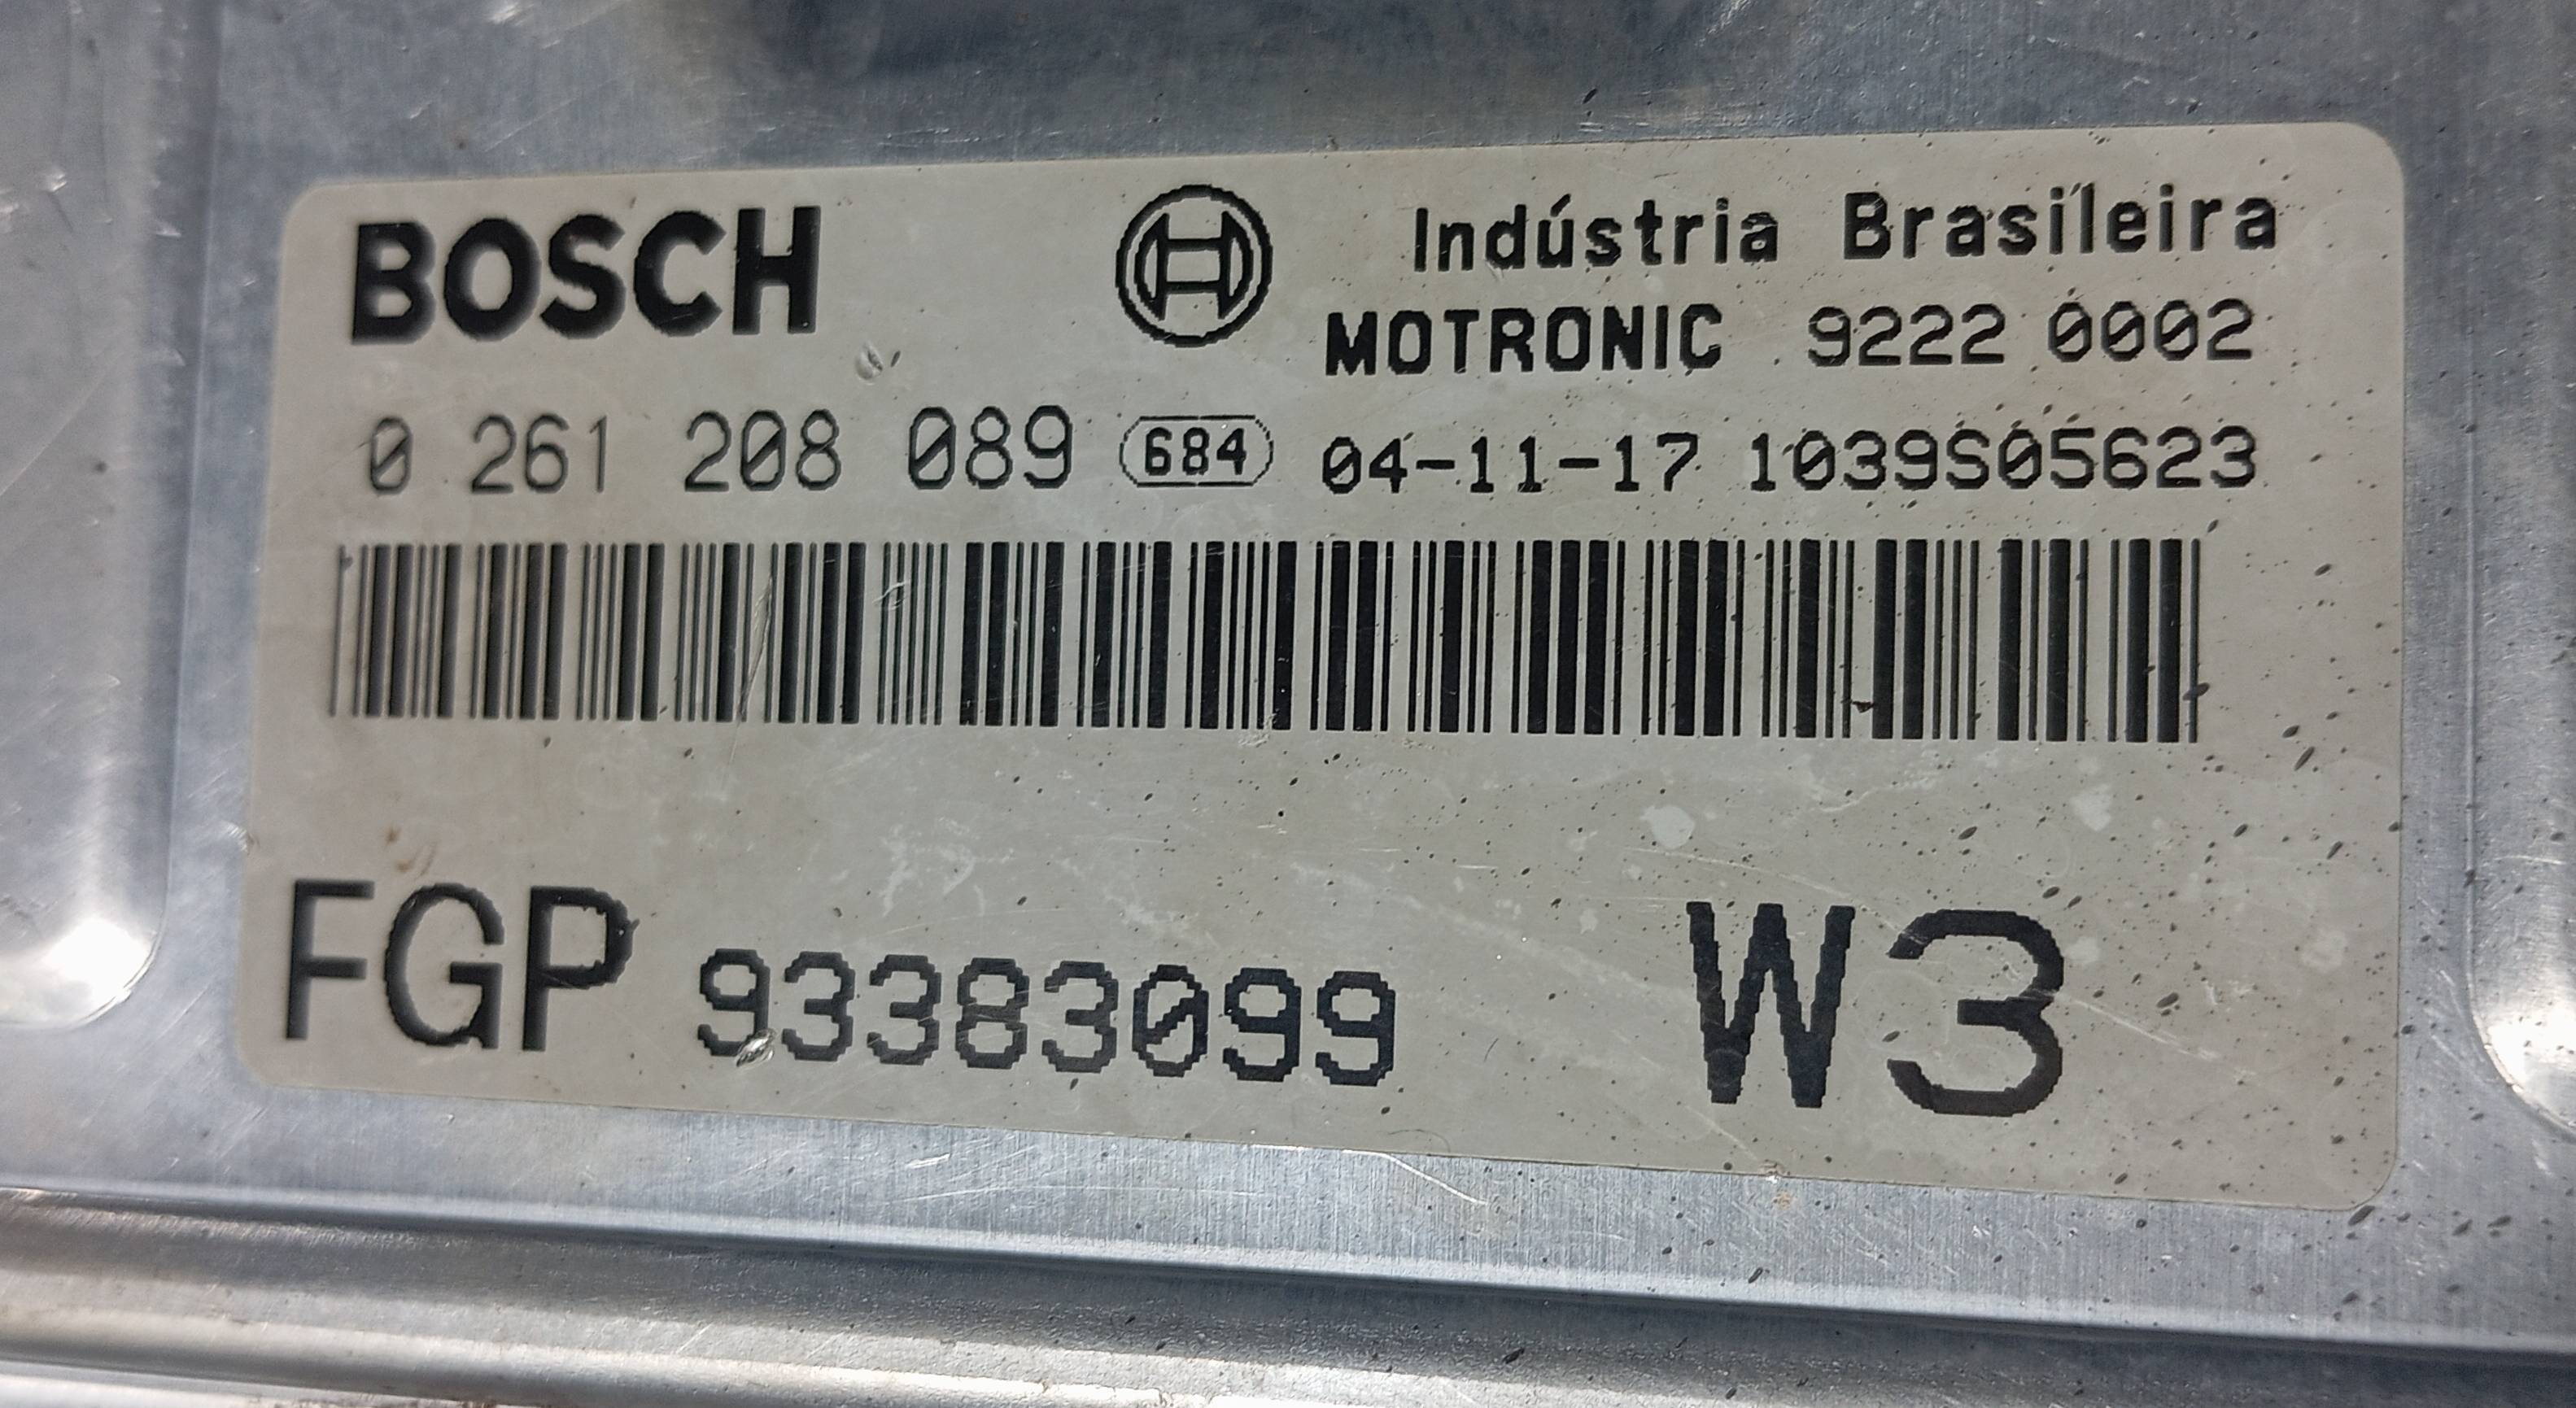 BOSCH Indústria Brasileira
MOTRONIC 9222 0002
0 261 208 089 684 04-11-17 1039S05623
FGP 93383099 W3